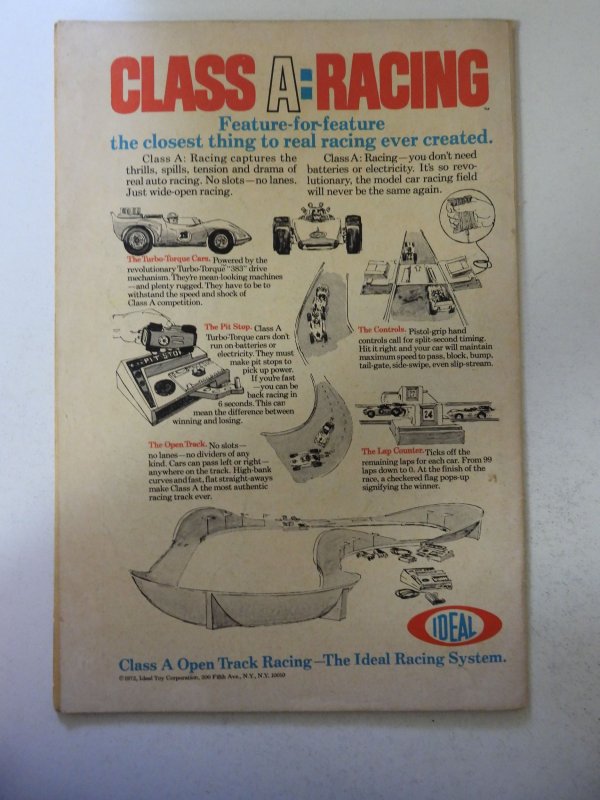 CLASS A: RACING
TM
Feature-for-feature
the closest thing to real racing ever created.
Class A: Racing captures the
thrills, spills, tension and drama of
real auto racing. No slots—no lanes.
Just wide-open racing.
Class A: Racing—you don't need
batteries or electricity. It's so revo-
lutionary, the model car racing field
will never be the same again.
The Turbo-Torque Cars. Powered by the
revolutionary Turbo-Torque "383" drive
mechanism. They're mean-looking machines
—and plenty rugged. They have to be to
withstand the speed and shock of
Class A competition.
The Pit Stop. Class A
Turbo-Torque cars don't
run on batteries or
electricity. They must
make pit stops to
pick up power.
If you're fast
—you can be
back racing in
6 seconds. This can
mean the difference between
winning and losing.
PIT STOP
The Controls. Pistol-grip hand
controls call for split-second timing.
Hit it right and your car will maintain
maximum speed to pass, block, bump,
tail-gate, side-swipe, even slip-stream.
The Open Track. No slots—
no lanes—no dividers of any
kind. Cars can pass left or right—
anywhere on the track. High-bank
curves and fast, flat straight-aways
make Class A the most authentic
racing track ever.
24
The Lap Counter. Ticks off the
remaining laps for each car. From 99
laps down to 0. At the finish of the
race, a checkered flag pops-up
signifying the winner.
IDEAL
Class A Open Track Racing—The Ideal Racing System.
©1972, Ideal Toy Corporation, 200 Fifth Ave., N.Y., N.Y. 10010